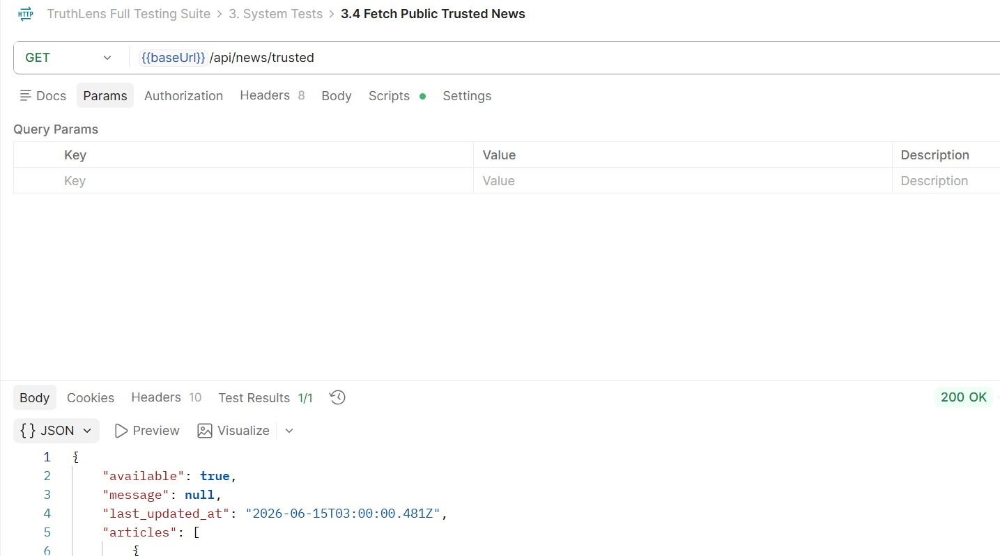 HTTP TruthLens Full Testing Suite > 3. System Tests > 3.4 Fetch Public Trusted News
GET {{baseUrl}} /api/news/trusted
Docs Params Authorization Headers 8 Body Scripts Settings
Query Params
Key Value Description
Key Value Description
Body Cookies Headers 10 Test Results 1/1 200 OK
{} JSON Preview Visualize
1 {
2 "available": true,
3 "message": null,
4 "last_updated_at": "2026-06-15T03:00:00.481Z",
5 "articles": [
6 {